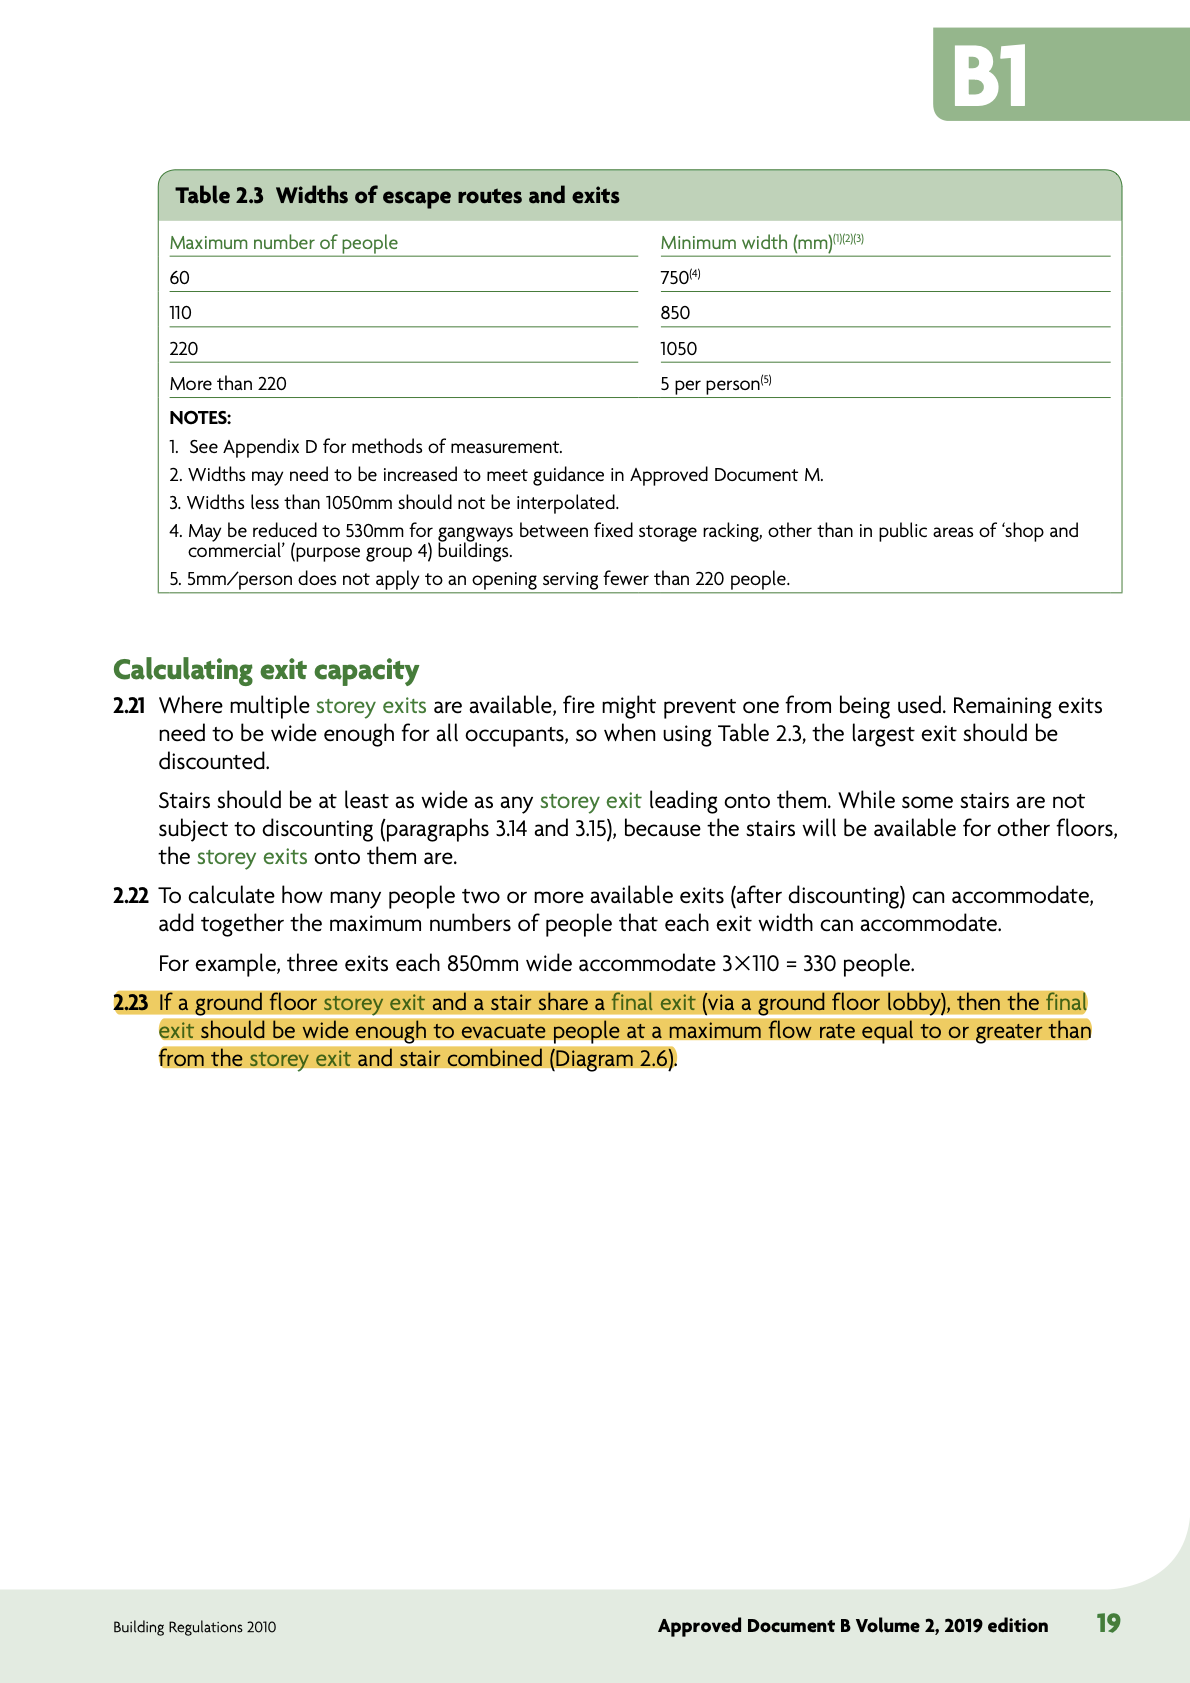 B1
Table 2.3 Widths of escape routes and exits
Maximum number of people Minimum width (mm)(1)(2)(3)
60 750(4)
110 850
220 1050
More than 220 5 per person(5)
NOTES:
1. See Appendix D for methods of measurement.
2. Widths may need to be increased to meet guidance in Approved Document M.
3. Widths less than 1050mm should not be interpolated.
4. May be reduced to 530mm for gangways between fixed storage racking, other than in public areas of ‘shop and
commercial’ (purpose group 4) buildings.
5. 5mm/person does not apply to an opening serving fewer than 220 people.
Calculating exit capacity
2.21 Where multiple storey exits are available, fire might prevent one from being used. Remaining exits
need to be wide enough for all occupants, so when using Table 2.3, the largest exit should be
discounted.
Stairs should be at least as wide as any storey exit leading onto them. While some stairs are not
subject to discounting (paragraphs 3.14 and 3.15), because the stairs will be available for other floors,
the storey exits onto them are.
2.22 To calculate how many people two or more available exits (after discounting) can accommodate,
add together the maximum numbers of people that each exit width can accommodate.
For example, three exits each 850mm wide accommodate 3×110 = 330 people.
2.23 If a ground floor storey exit and a stair share a final exit (via a ground floor lobby), then the final
exit should be wide enough to evacuate people at a maximum flow rate equal to or greater than
from the storey exit and stair combined (Diagram 2.6).
Building Regulations 2010 Approved Document B Volume 2, 2019 edition 19